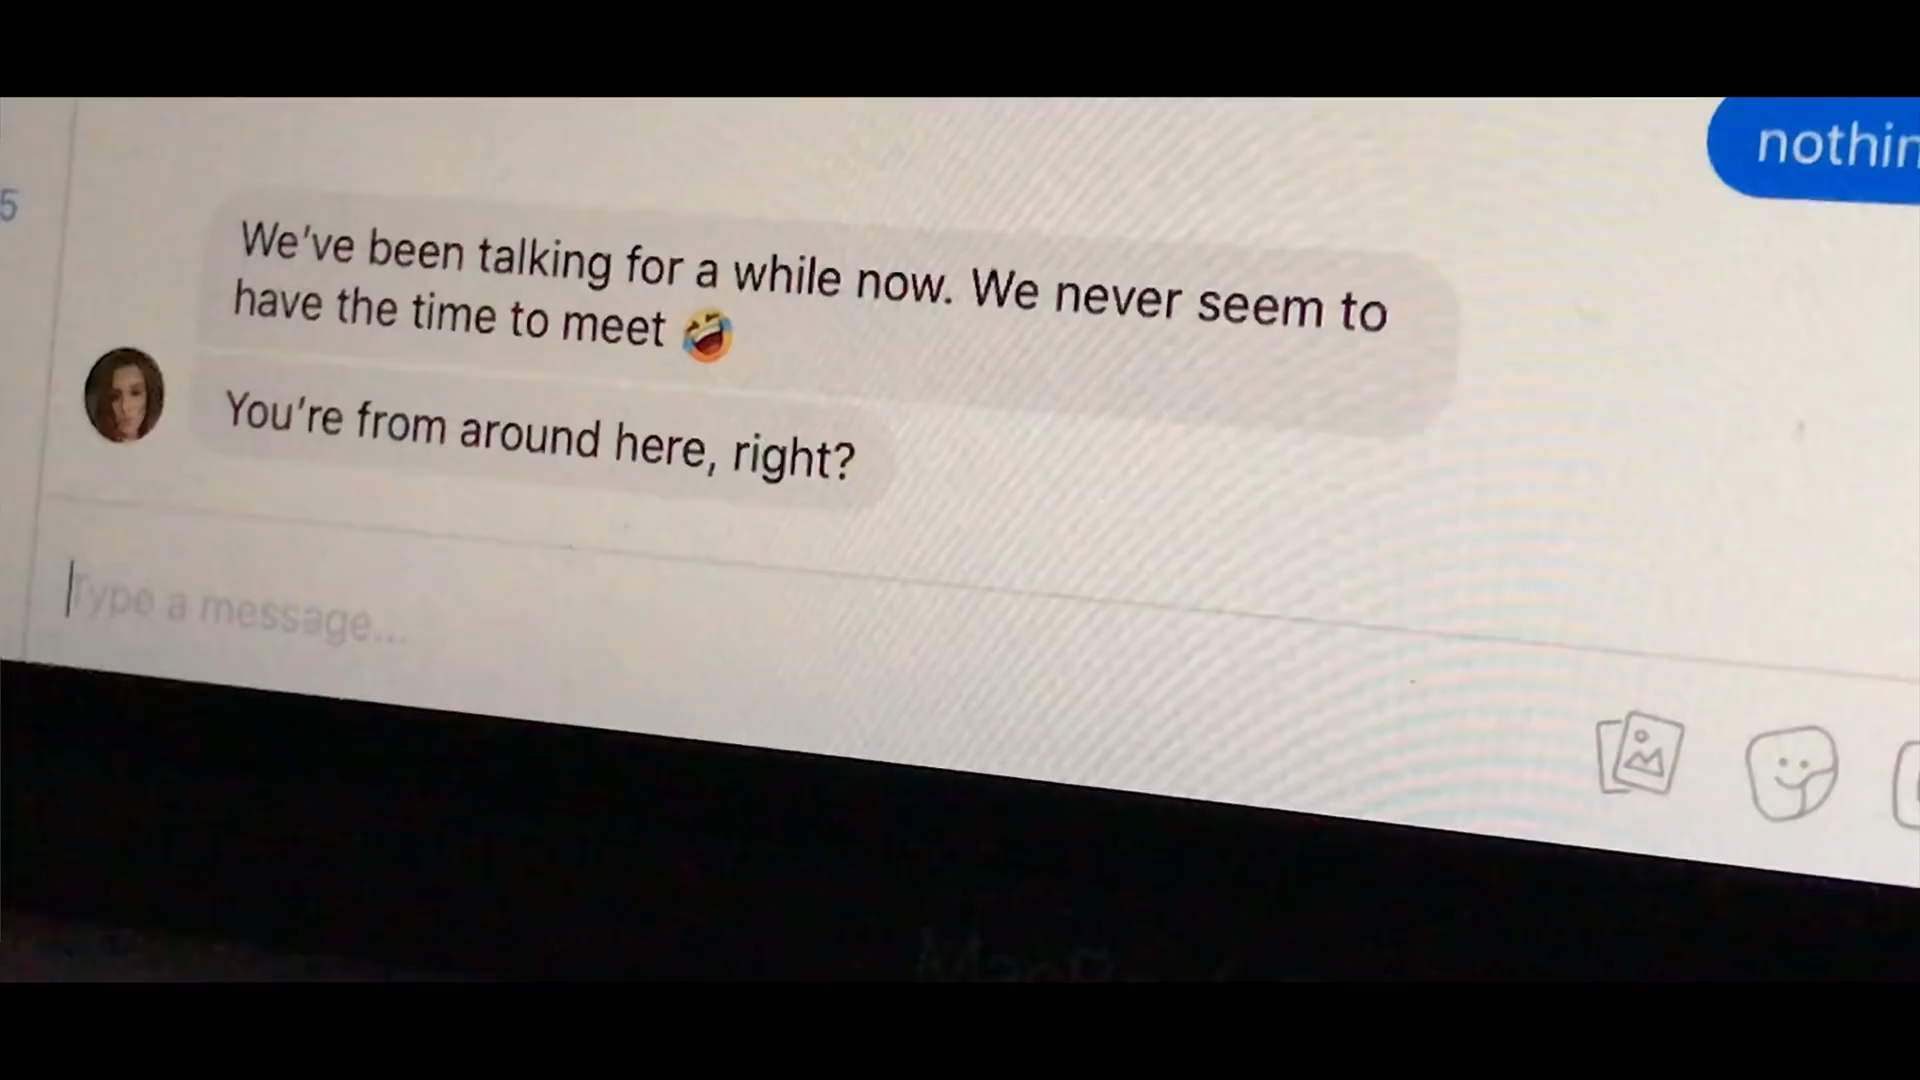 nothin
5
We've been talking for a while now. We never seem to
have the time to meet 🤣
You're from around here, right?
Type a message...